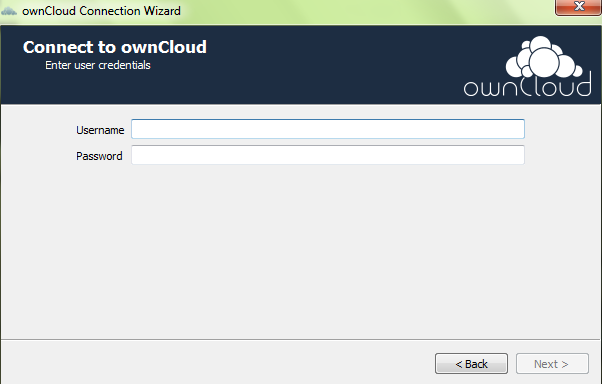 ownCloud Connection Wizard
Connect to ownCloud
Enter user credentials
ownCloud
Username
Password
< Back
Next >